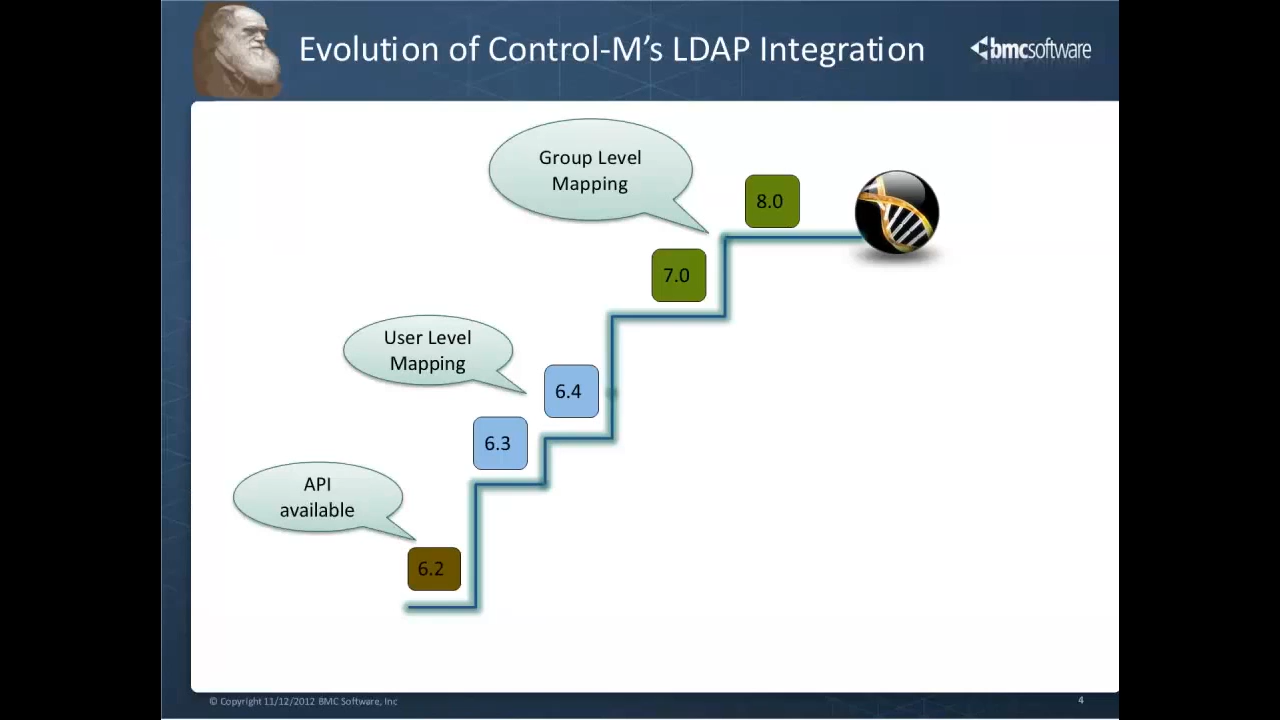 Evolution of Control-M’s LDAP Integration
bmcsoftware
Group Level
Mapping
8.0
7.0
User Level
Mapping
6.4
6.3
API
available
6.2
© Copyright 11/12/2012 BMC Software, Inc
4